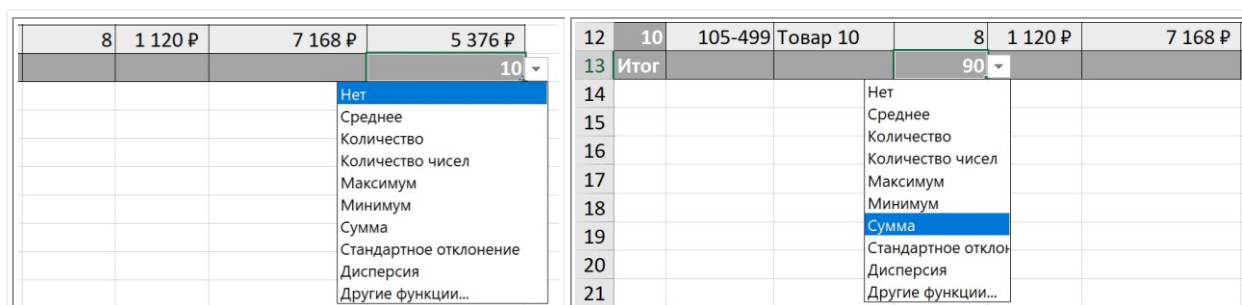 8 1 120 ₽ 7 168 ₽ 5 376 ₽
10
Нет
Среднее
Количество
Количество чисел
Максимум
Минимум
Сумма
Стандартное отклонение
Дисперсия
Другие функции...
12 10 105-499 Товар 10 8 1 120 ₽ 7 168 ₽
13 Итог 90
14 Нет
15 Среднее
Количество
16 Количество чисел
17 Максимум
18 Минимум
Сумма
19 Стандартное отклон
20 Дисперсия
21 Другие функции...